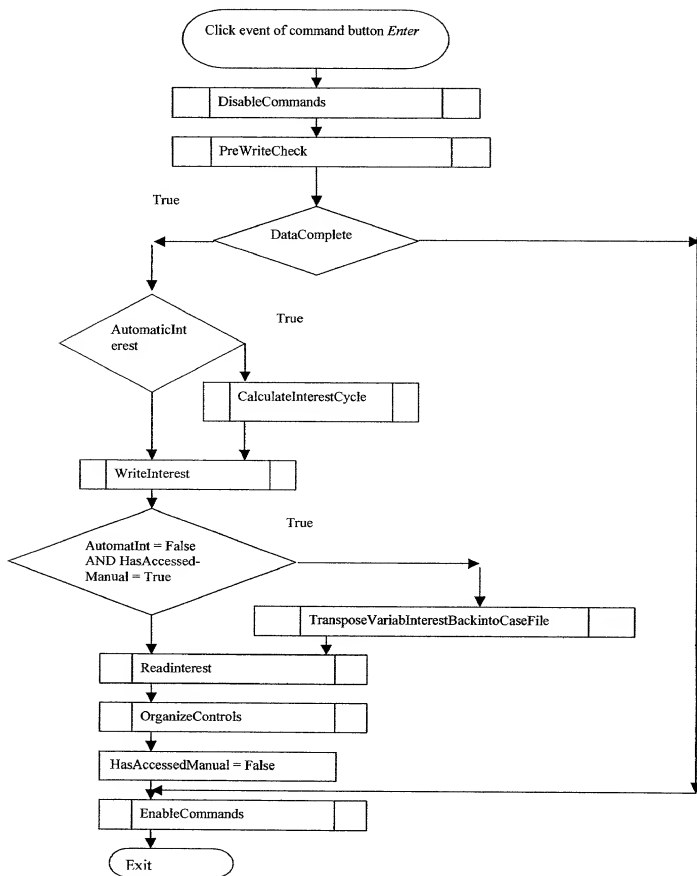 Click event of command button Enter
DisableCommands
PreWriteCheck
True
DataComplete
True
AutomaticInt
erest
CalculateInterestCycle
WriteInterest
True
AutomatInt = False
AND HasAccessed-
Manual = True
TransposeVariabInterestBackintoCaseFile
Readinterest
OrganizeControls
HasAccessedManual = False
EnableCommands
Exit